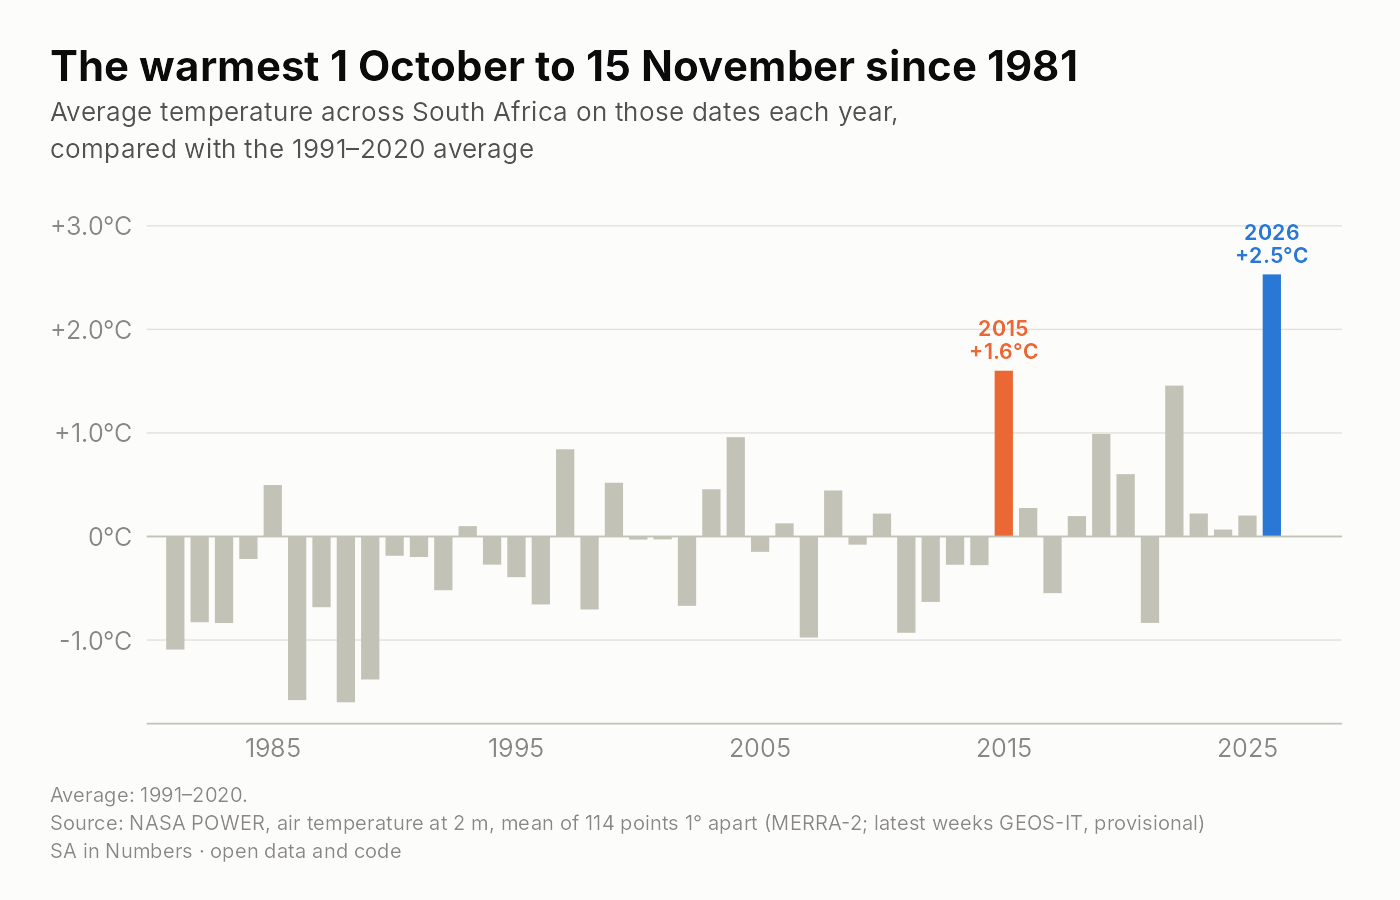 The warmest 1 October to 15 November since 1981
Average temperature across South Africa on those dates each year,
compared with the 1991–2020 average
+3.0°C
2026
+2.5°C
+2.0°C
2015
+1.6°C
+1.0°C
0°C
-1.0°C
1985 1995 2005 2015 2025
Average: 1991–2020.
Source: NASA POWER, air temperature at 2 m, mean of 114 points 1° apart (MERRA-2; latest weeks GEOS-IT, provisional)
SA in Numbers · open data and code